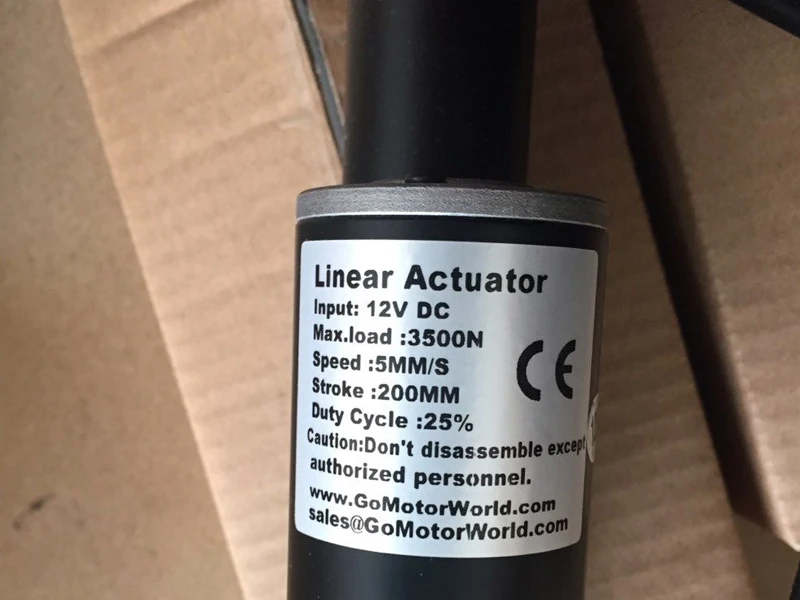 Linear Actuator
Input: 12V DC
Max.load :3500N
Speed :5MM/S
Stroke :200MM
Duty Cycle :25%
CE
Caution:Don't disassemble except
authorized personnel.
www.GoMotorWorld.com
sales@GoMotorWorld.com